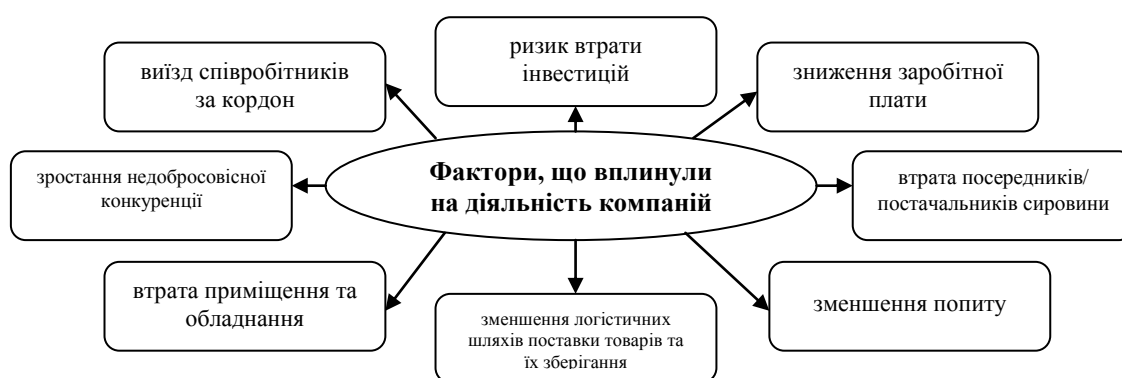 ризик втрати
інвестицій
виїзд співробітників
за кордон
зниження заробітної
плати
Фактори, що вплинули
на діяльність компаній
зростання недобросовісної
конкуренції
втрата посередників/
постачальників сировини
втрата приміщення та
обладнання
зменшення логістичних
шляхів поставки товарів та
їх зберігання
зменшення попиту